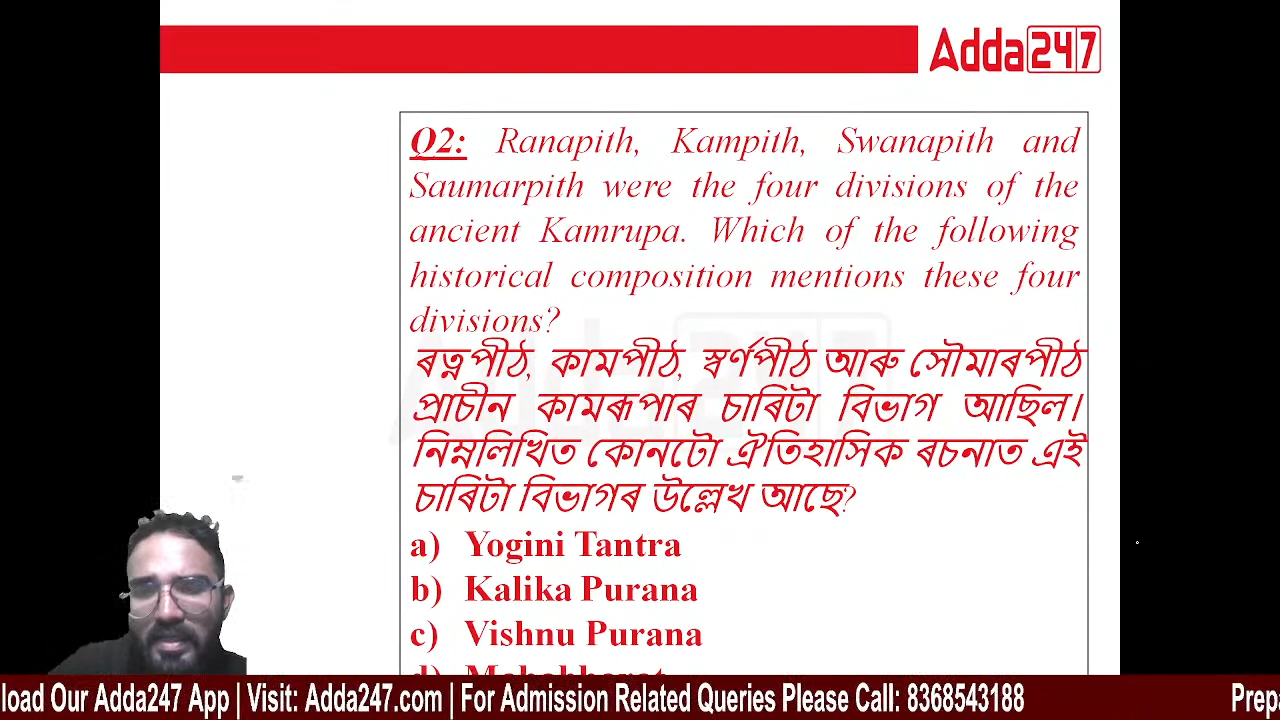 Adda247
Q2: Ranapith, Kampith, Swanapith and
Saumarpith were the four divisions of the
ancient Kamrupa. Which of the following
historical composition mentions these four
divisions?
ৰত্নপীঠ, কামপীঠ, স্বৰ্ণপীঠ আৰু সৌমাৰপীঠ
প্ৰাচীন কামৰূপাৰ চাৰিটা বিভাগ আছিল।
নিম্নলিখিত কোনটো ঐতিহাসিক ৰচনাত এই
চাৰিটা বিভাগৰ উল্লেখ আছে?
a) Yogini Tantra
b) Kalika Purana
c) Vishnu Purana
d) Mahabharat
load Our Adda247 App | Visit: Adda247.com | For Admission Related Queries Please Call: 8368543188 Prep